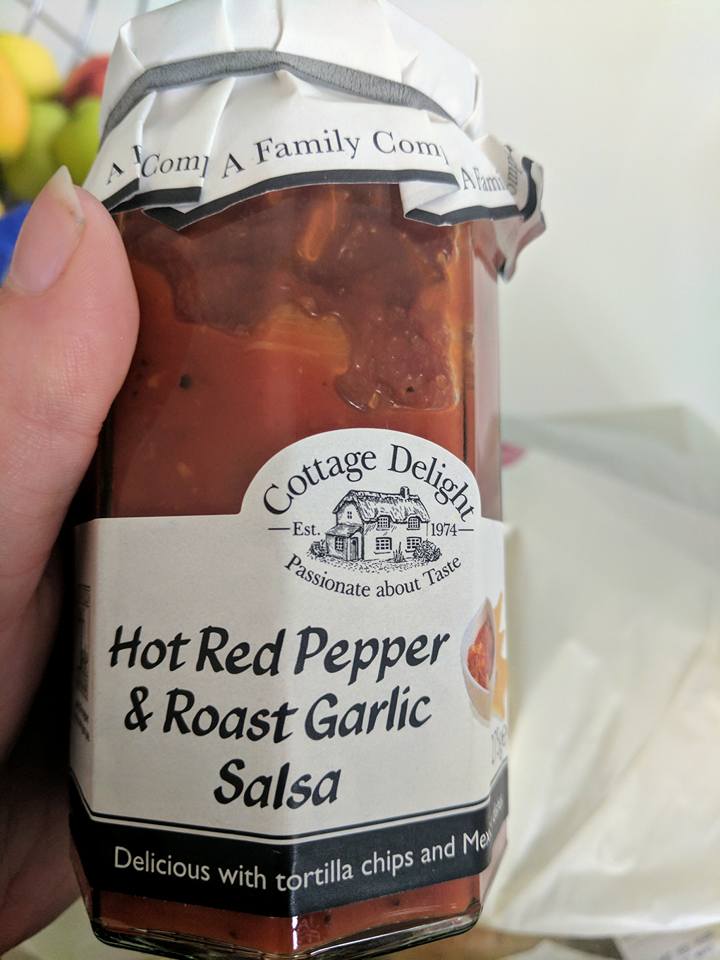 A Family Com
Cottage Delight
Est. 1974
Passionate about Taste
Hot Red Pepper
& Roast Garlic
Salsa
Delicious with tortilla chips and Mex